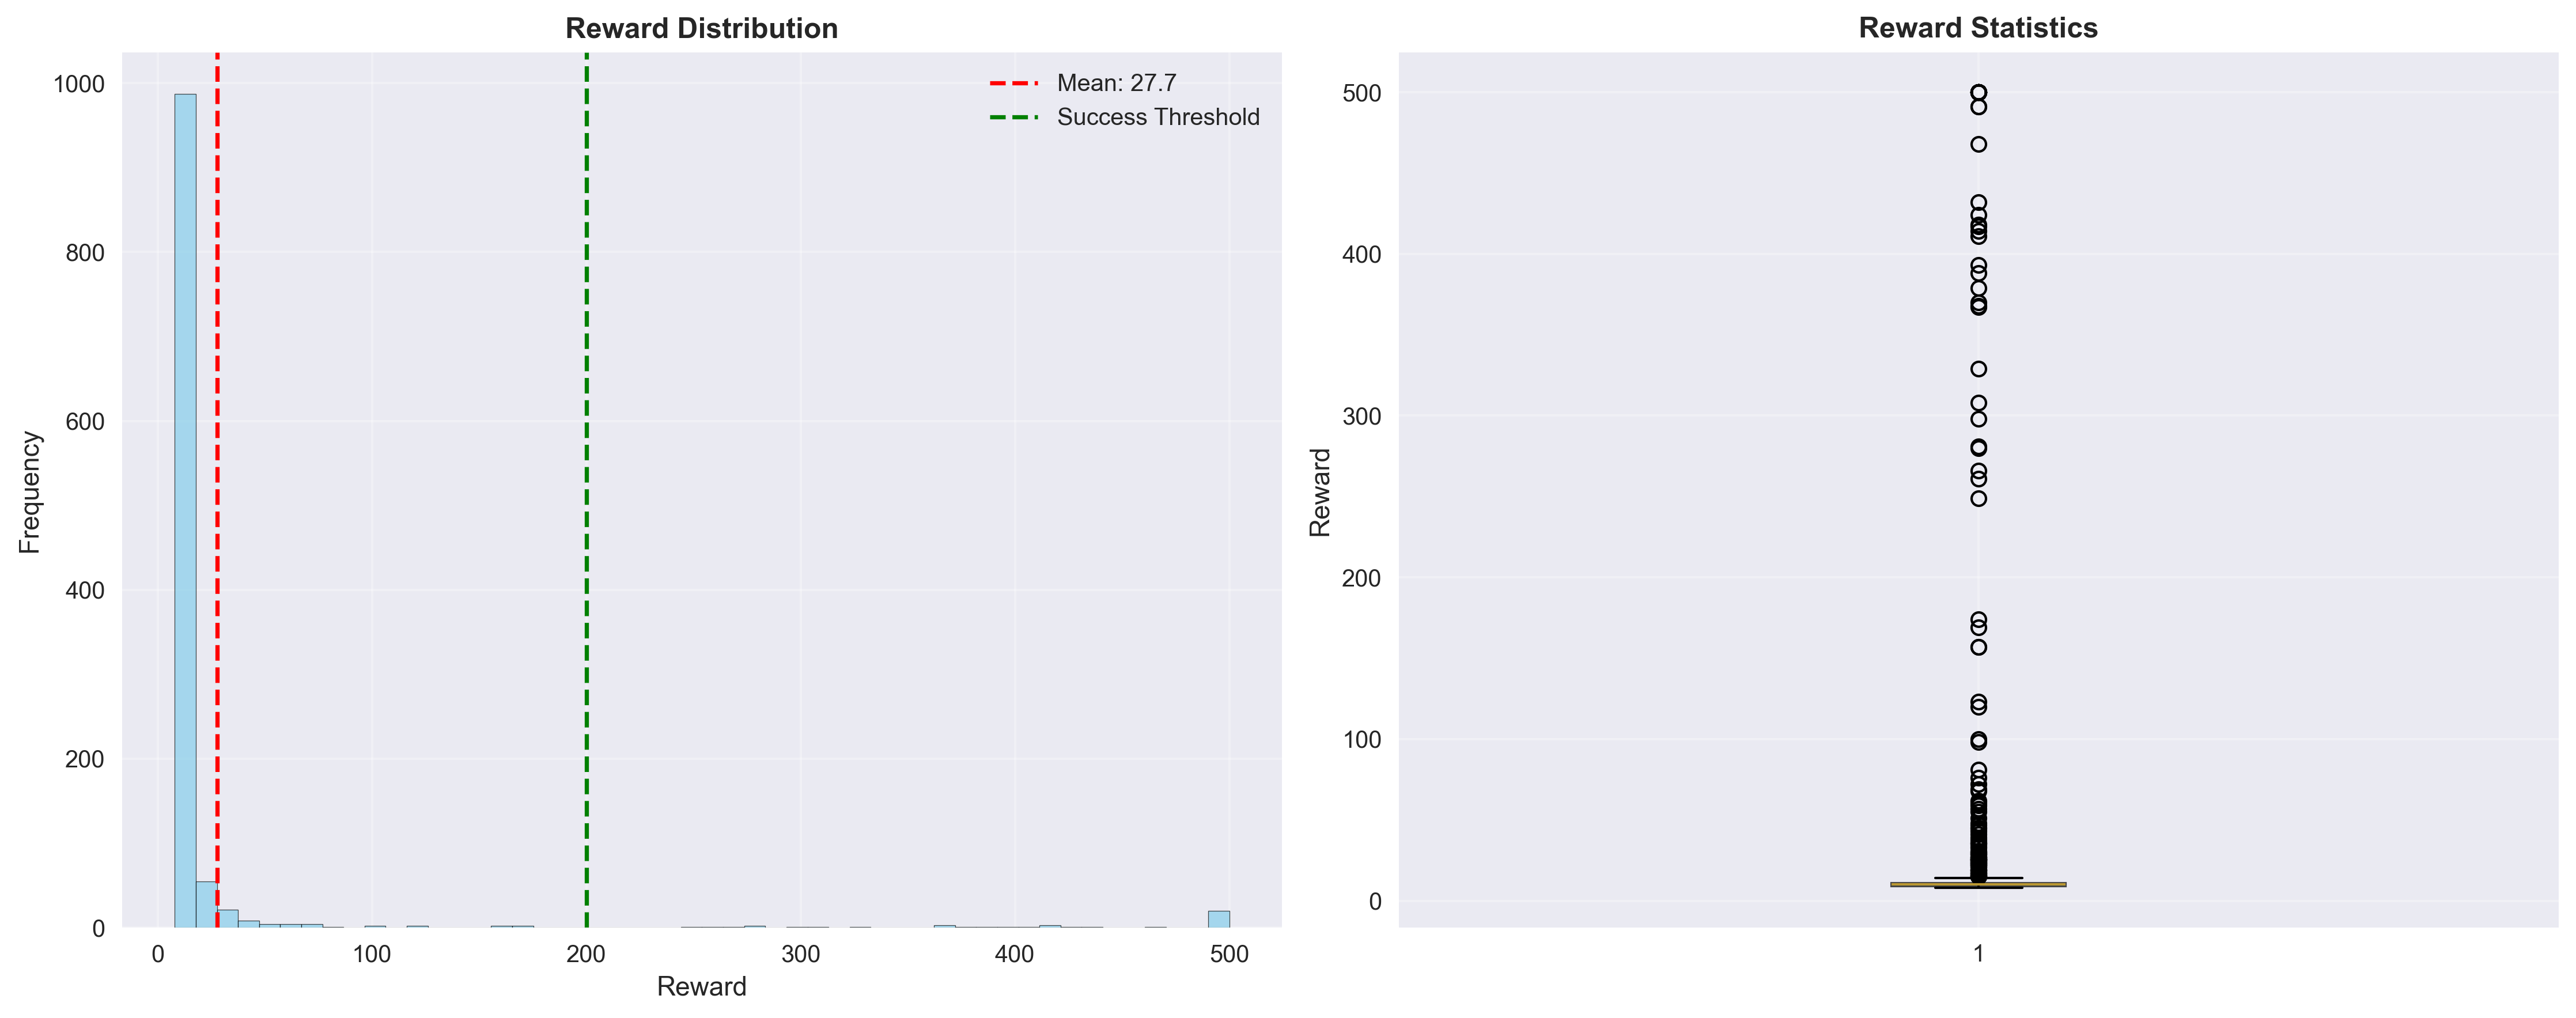 Reward Distribution
1000
800
600
400
200
0
Frequency
0 100 200 300 400 500
Reward
Mean: 27.7
Success Threshold
Reward Statistics
500
400
300
200
100
0
Reward
1